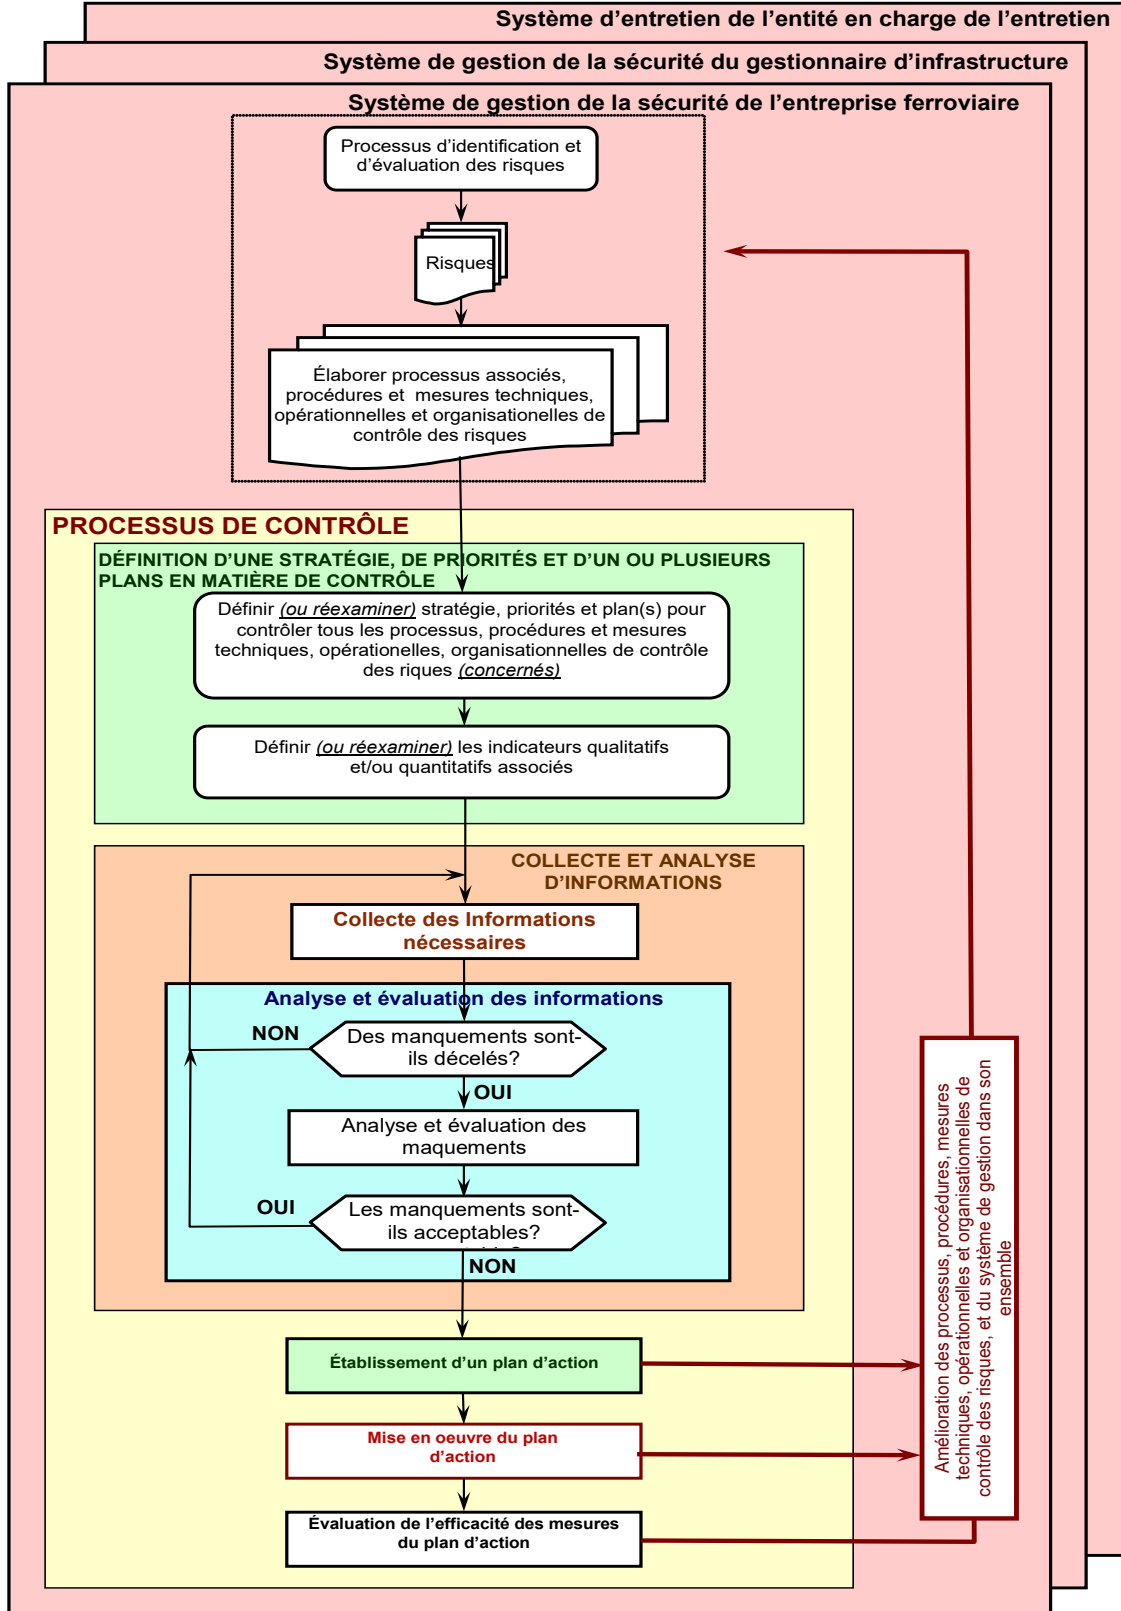 Système d’entretien de l’entité en charge de l’entretien
Système de gestion de la sécurité du gestionnaire d’infrastructure
Système de gestion de la sécurité de l’entreprise ferroviaire
Processus d’identification et
d’évaluation des risques
Risques
Élaborer processus associés,
procédures et mesures techniques,
opérationnelles et organisationelles de
contrôle des risques
PROCESSUS DE CONTRÔLE
DÉFINITION D’UNE STRATÉGIE, DE PRIORITÉS ET D’UN OU PLUSIEURS
PLANS EN MATIÈRE DE CONTRÔLE
Définir (ou réexaminer) stratégie, priorités et plan(s) pour
contrôler tous les processus, procédures et mesures
techniques, opérationelles, organisationnelles de contrôle
des riques (concernés)
Définir (ou réexaminer) les indicateurs qualitatifs
et/ou quantitatifs associés
COLLECTE ET ANALYSE
D’INFORMATIONS
Collecte des Informations
nécessaires
Analyse et évaluation des informations
NON
Des manquements sont-
ils décelés?
OUI
Analyse et évaluation des
maquements
OUI
Les manquements sont-
ils acceptables?
NON
Établissement d’un plan d’action
Mise en oeuvre du plan
d’action
Évaluation de l’efficacité des mesures
du plan d’action
Amélioration des processus, procédures, mesures
techniques, opérationnelles et organisationnelles de
contrôle des risques, et du système de gestion dans son
ensemble